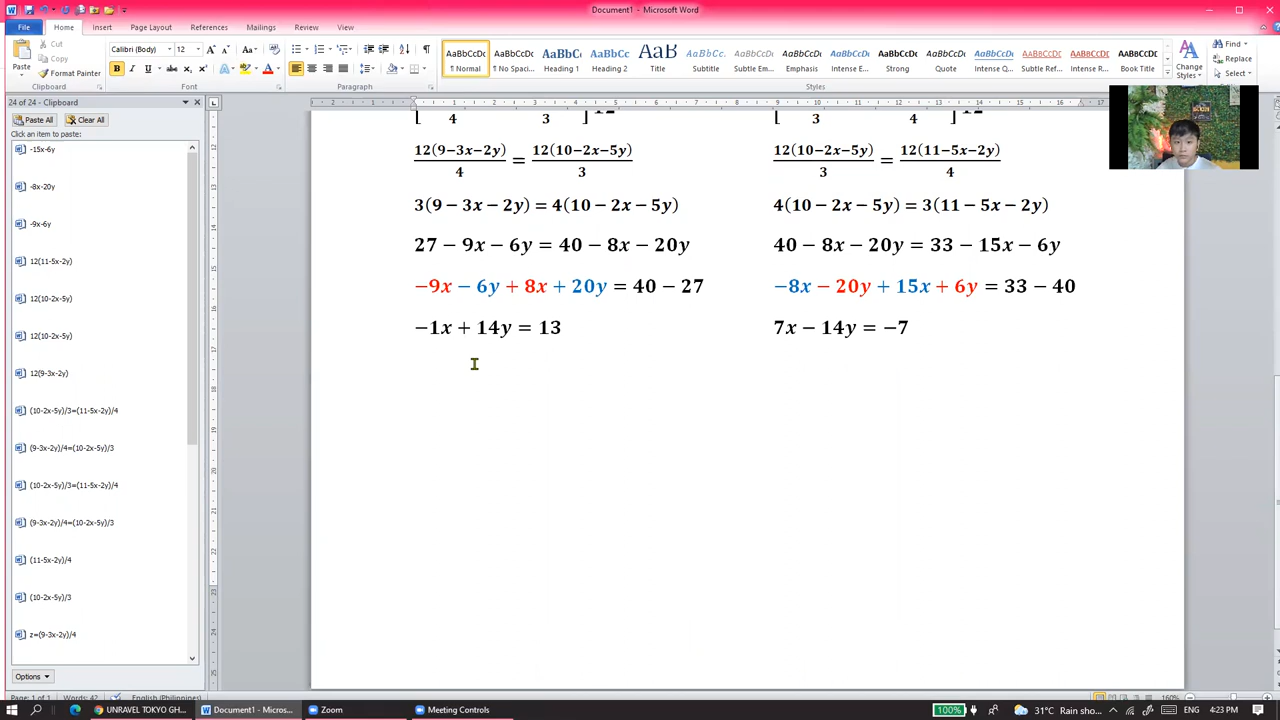 Document1 - Microsoft Word
File Home Insert Page Layout References Mailings Review View
Paste Cut Copy Format Painter
Calibri (Body) 12
AaBbCcDc AaBbCcDc AaBbC AaBbCc AaB AaBbCc. AaBbCcDc AaBbCcDc AaBbCcDc AaBbCcDc AaBbCcDc AaBbCcDc AaBbCcDc
¶ Normal ¶ No Spaci... Heading 1 Heading 2 Title Subtitle Subtle Em... Emphasis Intense E... Strong Quote Intense Q... Subtle Ref... Intense R... Book Title
Change Styles
Find
Replace
Select
Clipboard Font Paragraph Styles
24 of 24 - Clipboard
Paste All Clear All
Click an item to paste:
-15x-6y
-8x-20y
-9x-6y
12(11-5x-2y)
12(10-2x-5y)
12(10-2x-5y)
12(9-3x-2y)
(10-2x-5y)/3=(11-5x-2y)/4
(9-3x-2y)/4=(10-2x-5y)/3
(10-2x-5y)/3=(11-5x-2y)/4
(9-3x-2y)/4=(10-2x-5y)/3
(11-5x-2y)/4
(10-2x-5y)/3
z=(9-3x-2y)/4
Options
12(9−3x−2y)/4 = 12(10−2x−5y)/3
3(9 − 3x − 2y) = 4(10 − 2x − 5y)
27 − 9x − 6y = 40 − 8x − 20y
−9x − 6y + 8x + 20y = 40 − 27
−1x + 14y = 13
12(10−2x−5y)/3 = 12(11−5x−2y)/4
4(10 − 2x − 5y) = 3(11 − 5x − 2y)
40 − 8x − 20y = 33 − 15x − 6y
−8x − 20y + 15x + 6y = 33 − 40
7x − 14y = −7
Page: 1 of 1 Words: 42 English (Philippines) 160%
UNRAVEL TOKYO GH... Document1 - Micros... Zoom Meeting Controls 100% 31°C Rain sho... ENG 4:23 PM